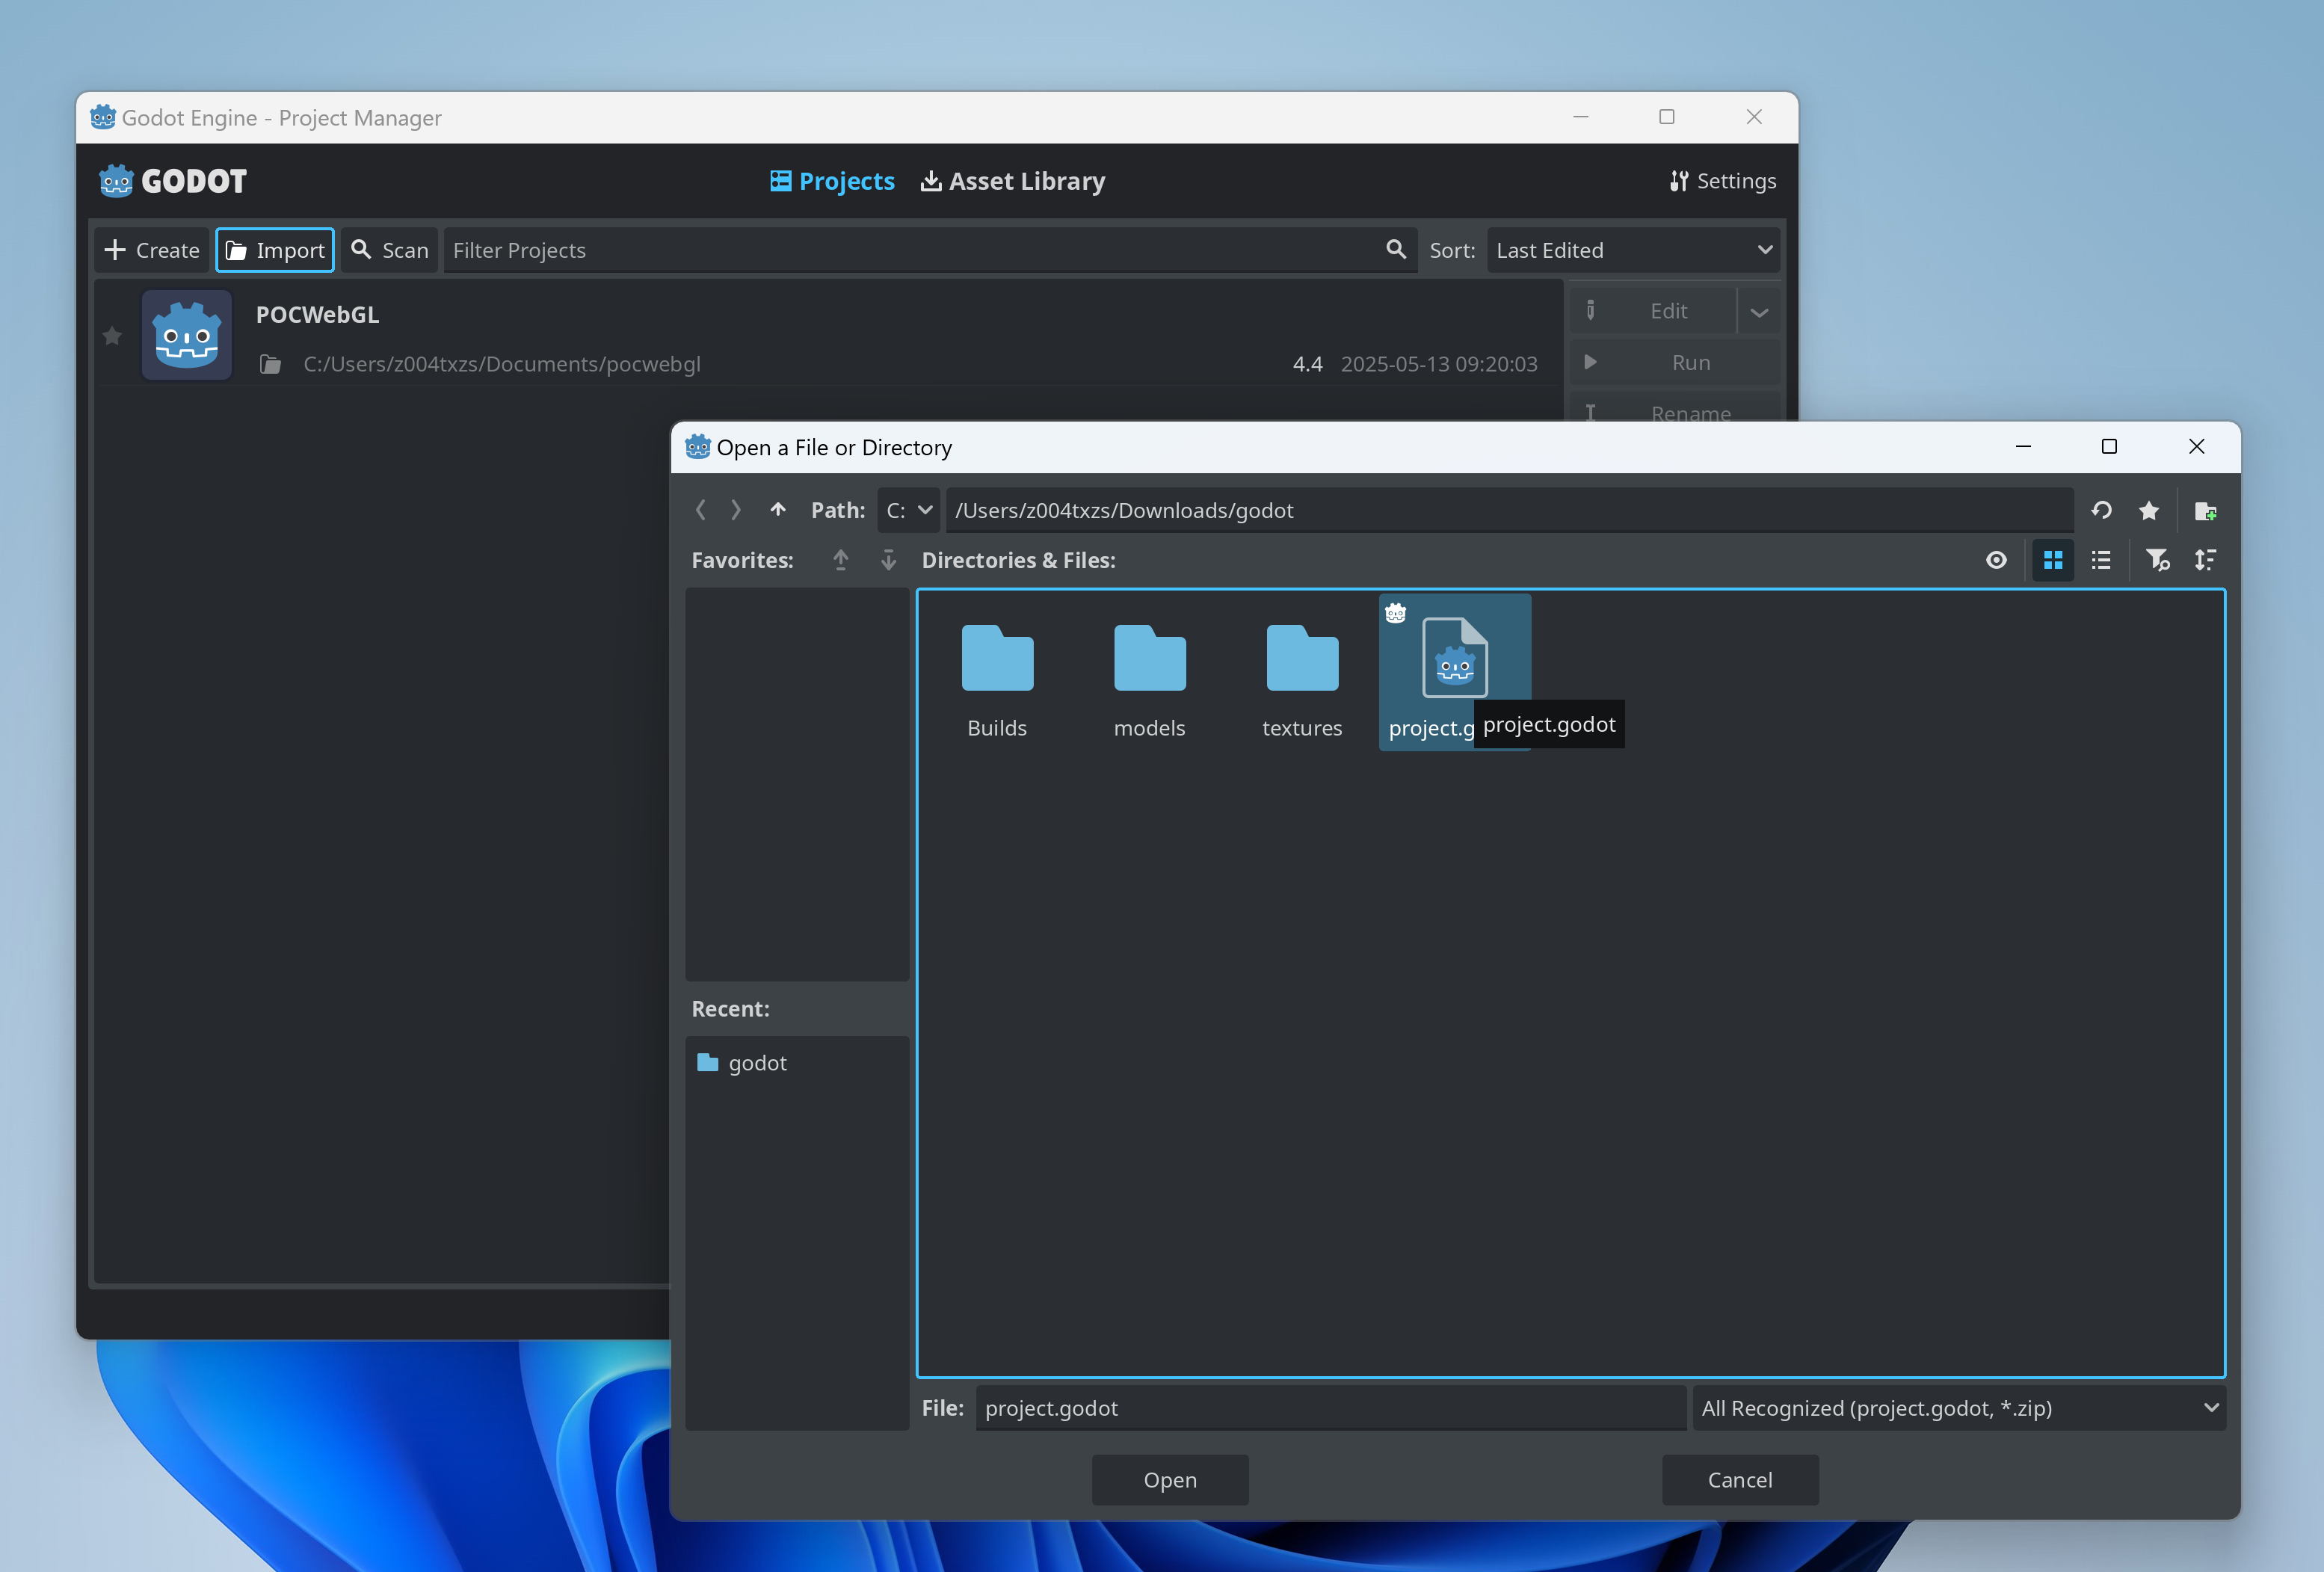 Godot Engine - Project Manager
GODOT
Projects
Asset Library
Settings
Create
Import
Scan
Filter Projects
Sort:
Last Edited
POCWebGL
C:/Users/z004txzs/Documents/pocwebgl
4.4
2025-05-13 09:20:03
Edit
Run
Rename
Open a File or Directory
Path:
C:
/Users/z004txzs/Downloads/godot
Favorites:
Directories & Files:
Builds
models
textures
project.g
project.godot
Recent:
godot
File:
project.godot
All Recognized (project.godot, *.zip)
Open
Cancel